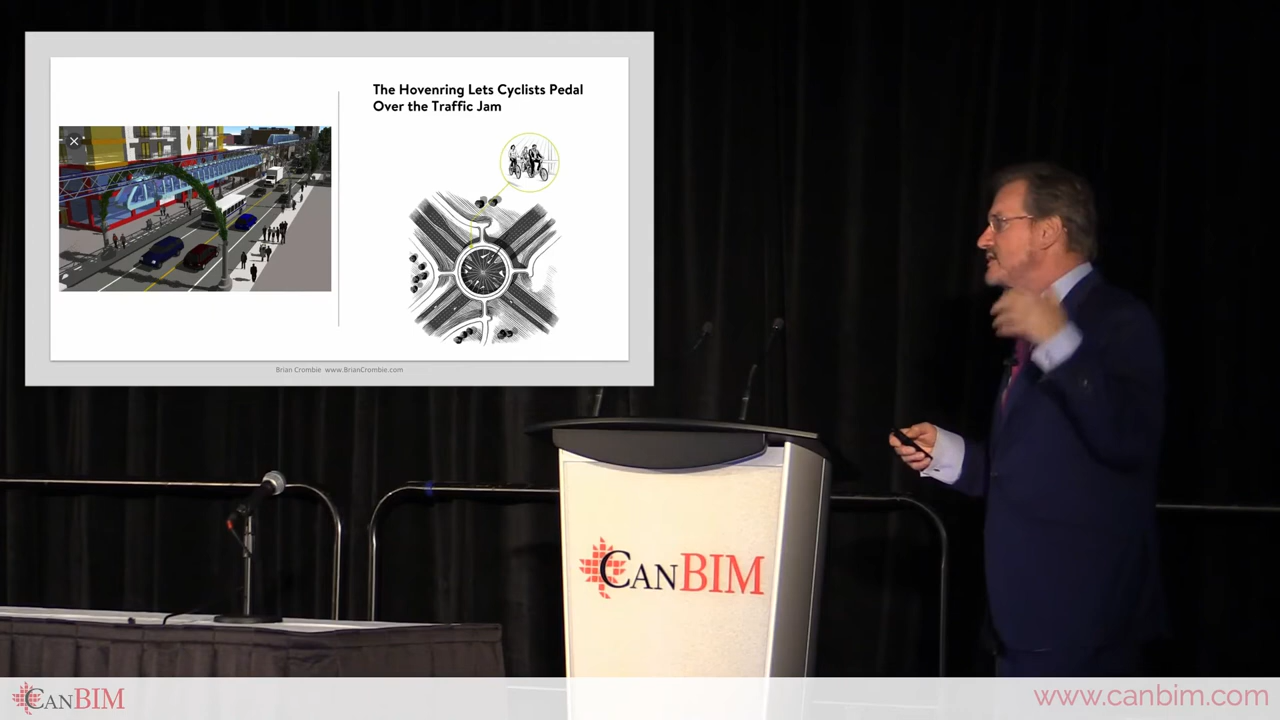 The Hovenring Lets Cyclists Pedal
Over the Traffic Jam
Brian Crombie www.BrianCrombie.com
CANBIM
CANBIM
www.canbim.com